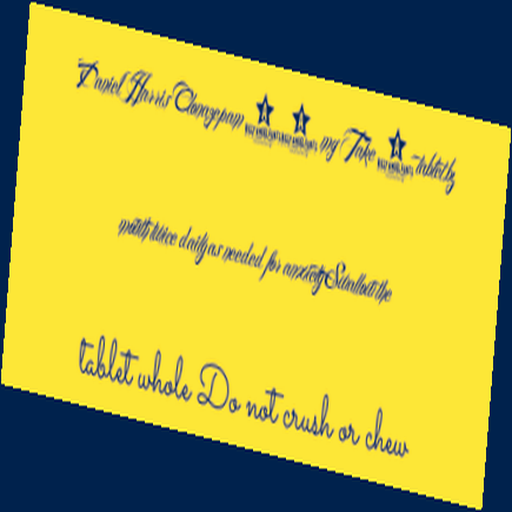 Daniel Harris Clonazepam mg Take tablet by
mouth twice daily as needed for anxiety Swallow the
tablet whole Do not crush or chew